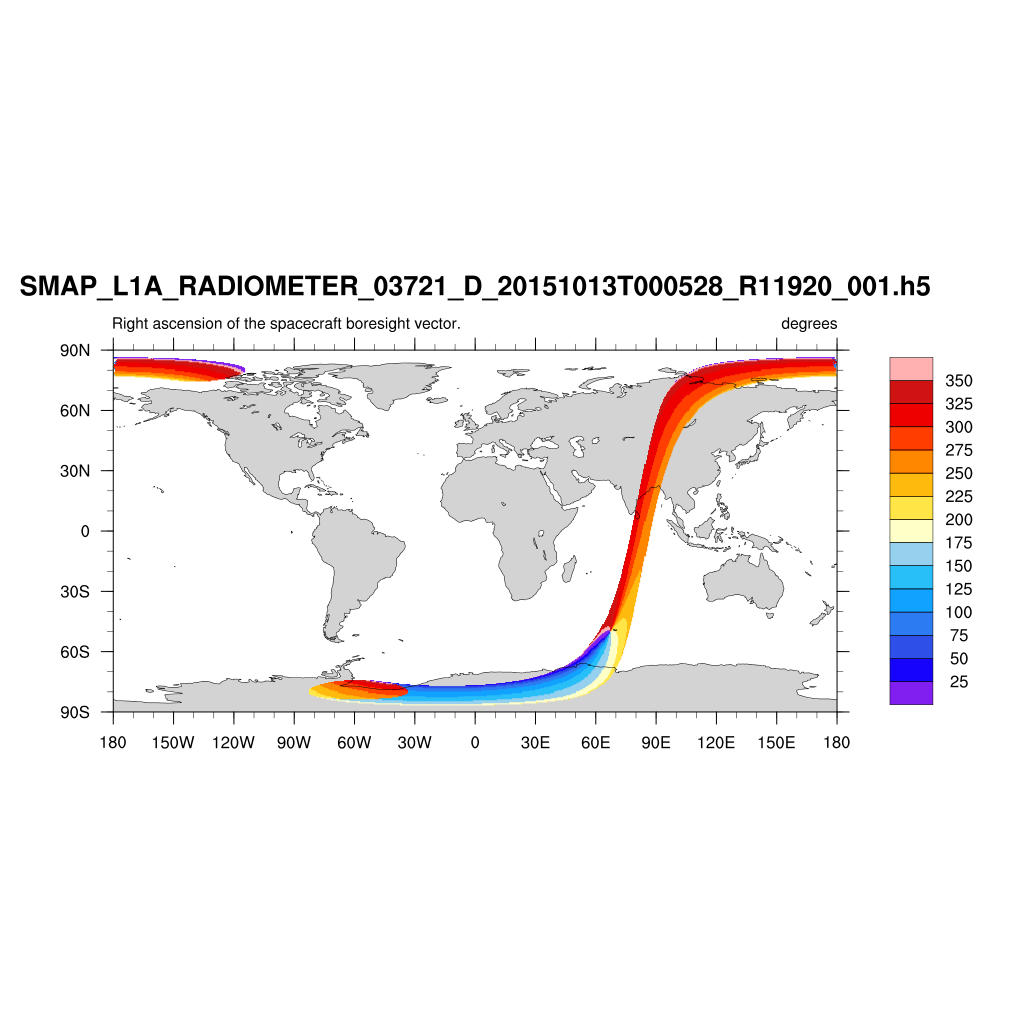 SMAP_L1A_RADIOMETER_03721_D_20151013T000528_R11920_001.h5
Right ascension of the spacecraft boresight vector. degrees
90N
60N
30N
0
30S
60S
90S
180 150W 120W 90W 60W 30W 0 30E 60E 90E 120E 150E 180
350
325
300
275
250
225
200
175
150
125
100
75
50
25